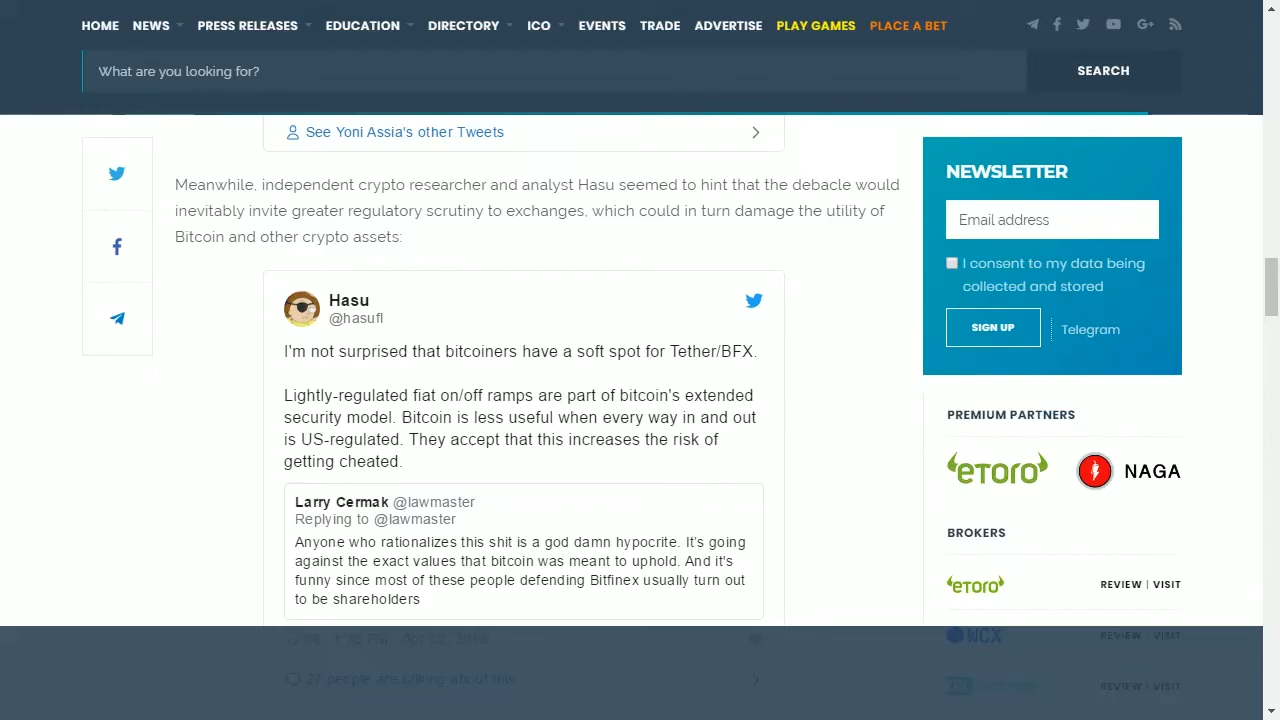 HOME NEWS PRESS RELEASES EDUCATION DIRECTORY ICO EVENTS TRADE ADVERTISE PLAY GAMES PLACE A BET
What are you looking for? SEARCH
See Yoni Assia's other Tweets
Meanwhile, independent crypto researcher and analyst Hasu seemed to hint that the debacle would
inevitably invite greater regulatory scrutiny to exchanges, which could in turn damage the utility of
Bitcoin and other crypto assets:
Hasu
@hasufl
I'm not surprised that bitcoiners have a soft spot for Tether/BFX.
Lightly-regulated fiat on/off ramps are part of bitcoin's extended
security model. Bitcoin is less useful when every way in and out
is US-regulated. They accept that this increases the risk of
getting cheated.
Larry Cermak @lawmaster
Replying to @lawmaster
Anyone who rationalizes this shit is a god damn hypocrite. It's going
against the exact values that bitcoin was meant to uphold. And it's
funny since most of these people defending Bitfinex usually turn out
to be shareholders
27 people are talking about this
NEWSLETTER
Email address
I consent to my data being
collected and stored
SIGN UP Telegram
PREMIUM PARTNERS
eToro NAGA
BROKERS
eToro REVIEW | VISIT
WCX REVIEW | VISIT
REVIEW | VISIT